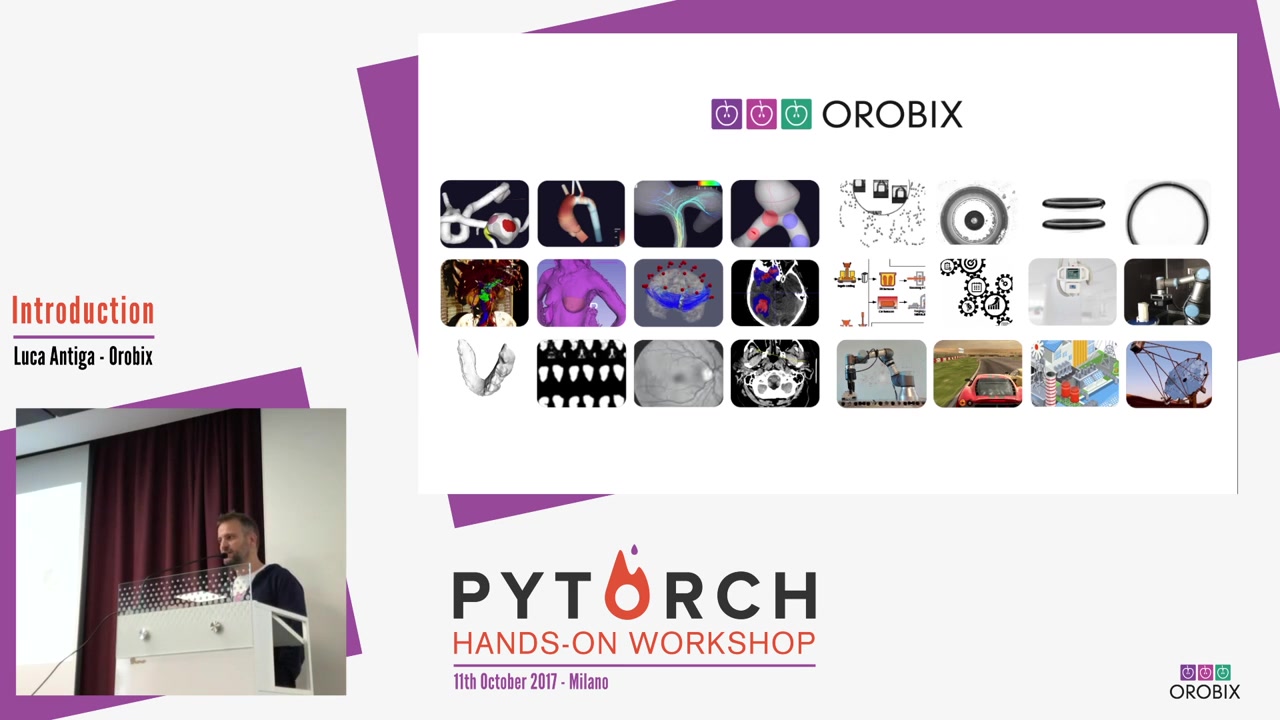 OROBIX
Introduction
Luca Antiga - Orobix
PYTORCH
HANDS-ON WORKSHOP
11th October 2017 - Milano
OROBIX